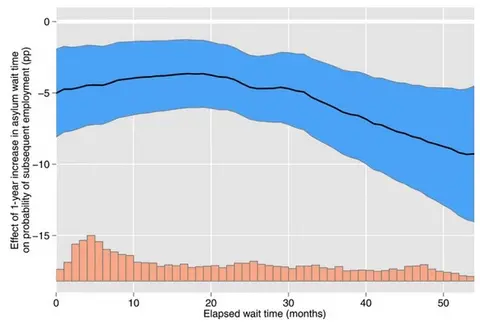 Effect of 1-year increase in asylum wait time
on probability of subsequent employment (pp)
0
−5
−10
−15
0 10 20 30 40 50
Elapsed wait time (months)